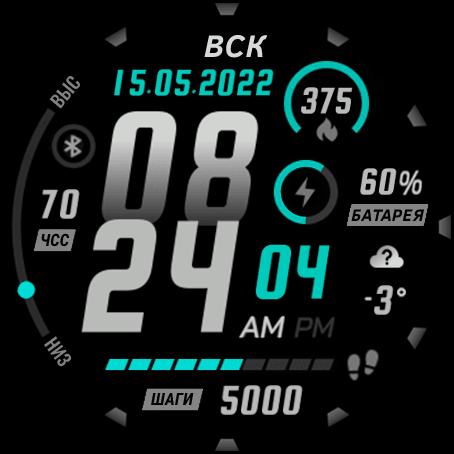 ВСК
15.05.2022
ВЫС
375
08
70
ЧСС
60%
БАТАРЕЯ
24
04
-3°
AM PM
НИЗ
ШАГИ 5000